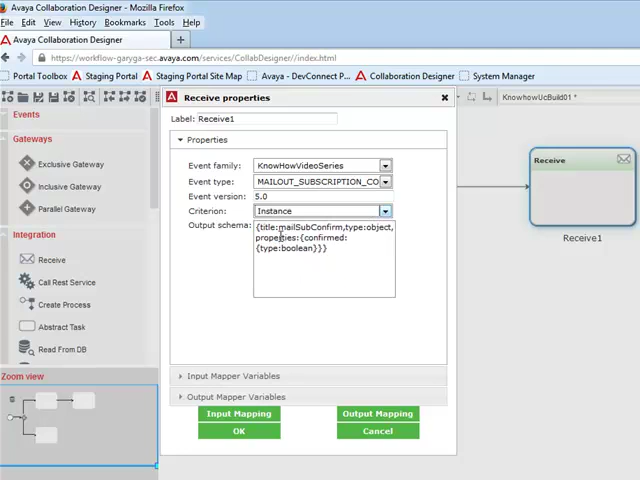 Avaya Collaboration Designer - Mozilla Firefox
File Edit View History Bookmarks Tools Help
Avaya Collaboration Designer
https://workflow-garyga-sec.avaya.com/services/CollabDesigner//index.html
Portal Toolbox Staging Portal Staging Portal Site Map Avaya - DevConnect P... Collaboration Designer System Manager
KnowhowUcBuild01 *
Events
Gateways
Exclusive Gateway
Inclusive Gateway
Parallel Gateway
Integration
Receive
Call Rest Service
Create Process
Abstract Task
Read From DB
Zoom view
Receive properties
Label: Receive1
Properties
Event family: KnowHowVideoSeries
Event type: MAILOUT_SUBSCRIPTION_CO
Event version: 5.0
Criterion: Instance
Output schema: {title:mailSubConfirm,type:object,
properties:{confirmed:
{type:boolean}}}
Input Mapper Variables
Output Mapper Variables
Input Mapping Output Mapping
OK Cancel
Receive
Receive1